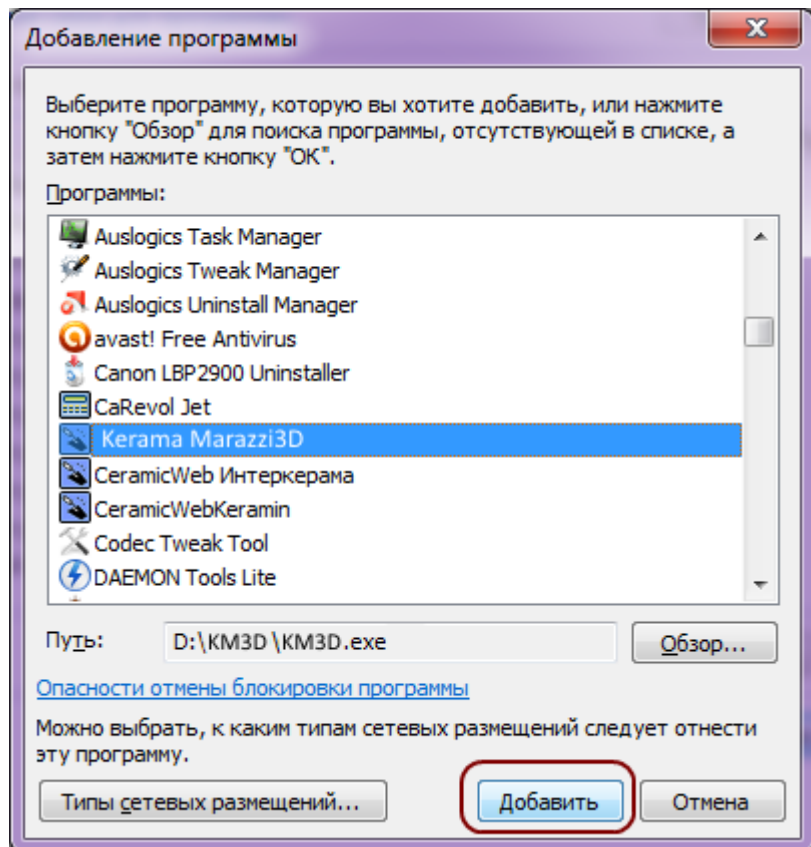 Добавление программы
Выберите программу, которую вы хотите добавить, или нажмите
кнопку "Обзор" для поиска программы, отсутствующей в списке, а
затем нажмите кнопку "ОК".
Программы:
Auslogics Task Manager
Auslogics Tweak Manager
Auslogics Uninstall Manager
avast! Free Antivirus
Canon LBP2900 Uninstaller
CaRevol Jet
Kerama Marazzi3D
CeramicWeb Интеркерама
CeramicWebKeramin
Codec Tweak Tool
DAEMON Tools Lite
Путь: D:\KM3D \KM3D.exe Обзор...
Опасности отмены блокировки программы
Можно выбрать, к каким типам сетевых размещений следует отнести
эту программу.
Типы сетевых размещений... Добавить Отмена